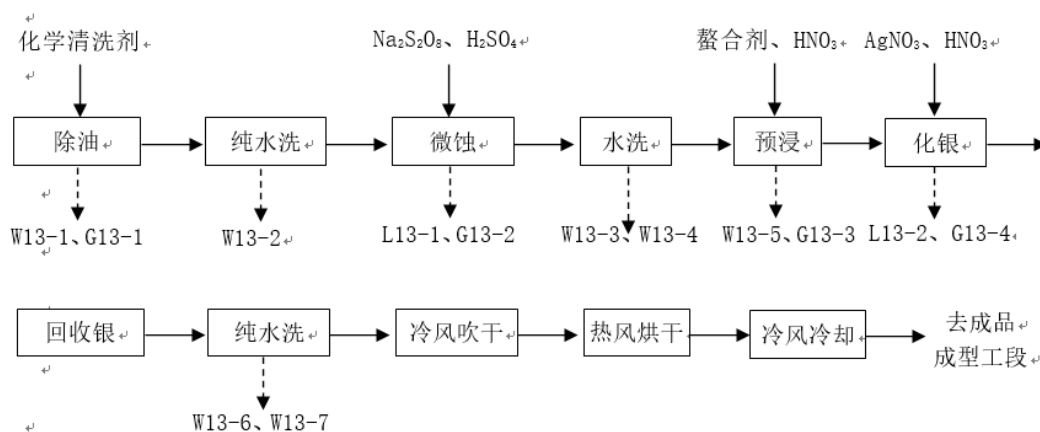 化学清洗剂
Na₂S₂O₈、H₂SO₄
螯合剂、HNO₃
AgNO₃、HNO₃
除油
纯水洗
微蚀
水洗
预浸
化银
W13-1、G13-1
W13-2
L13-1、G13-2
W13-3、W13-4
W13-5、G13-3
L13-2、G13-4
回收银
纯水洗
冷风吹干
热风烘干
冷风冷却
去成品
成型工段
W13-6、W13-7